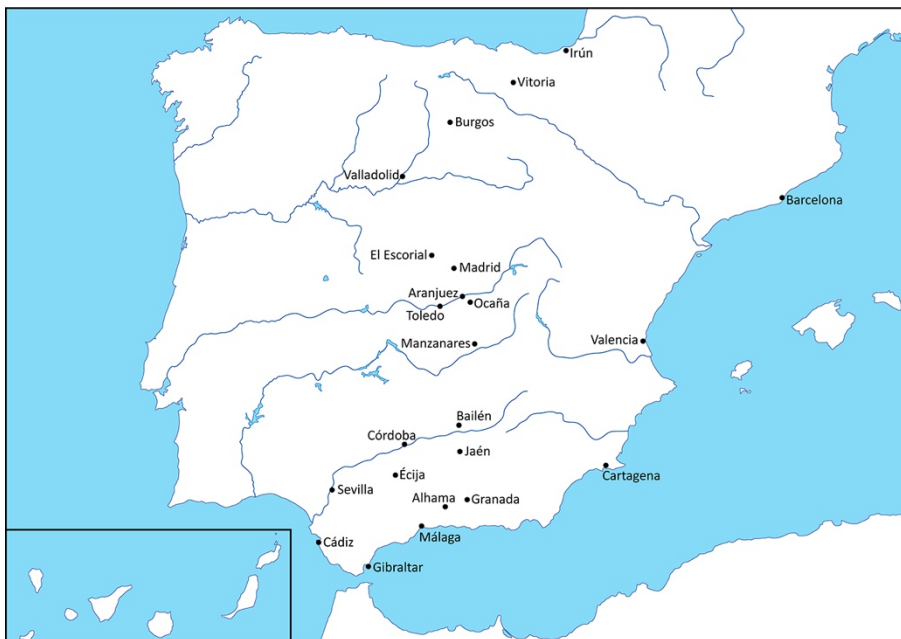 Irún
Vitoria
Burgos
Valladolid
Barcelona
El Escorial
Madrid
Aranjuez
Ocaña
Toledo
Manzanares
Valencia
Bailén
Córdoba
Jaén
Écija
Cartagena
Sevilla
Alhama
Granada
Málaga
Cádiz
Gibraltar